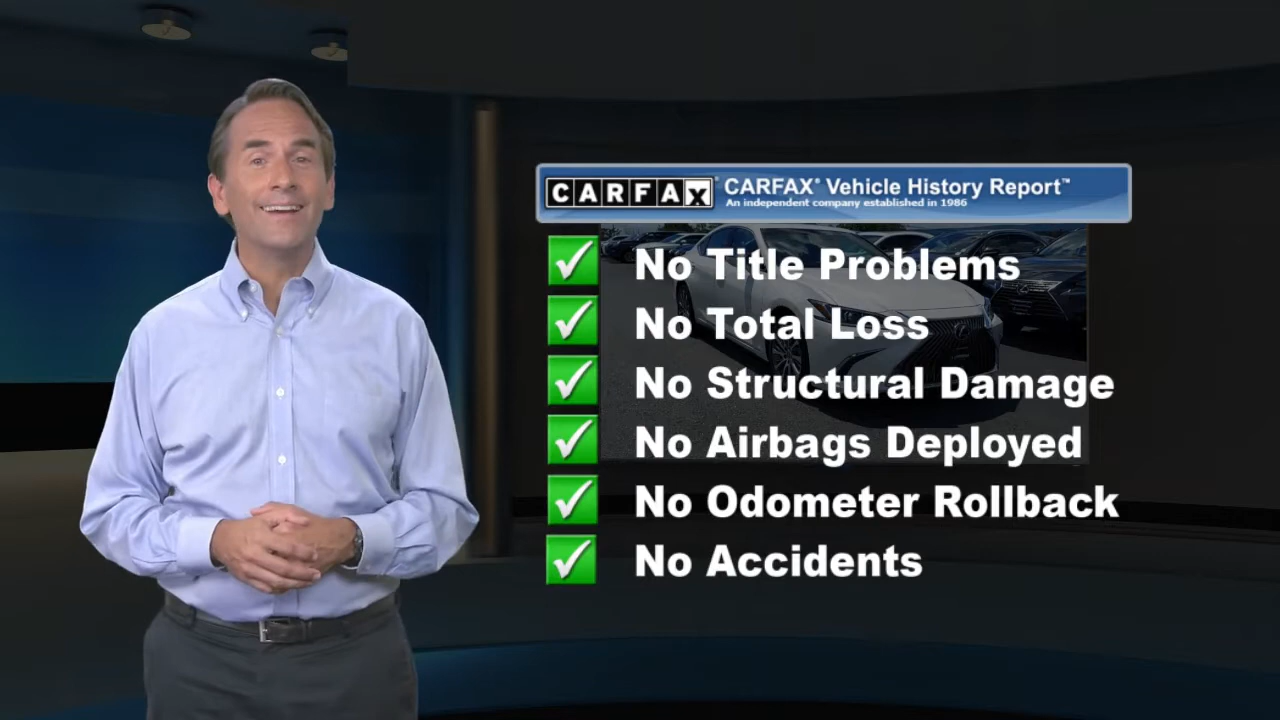 CARFAX® CARFAX® Vehicle History Report™
An independent company established in 1986
No Title Problems
No Total Loss
No Structural Damage
No Airbags Deployed
No Odometer Rollback
No Accidents